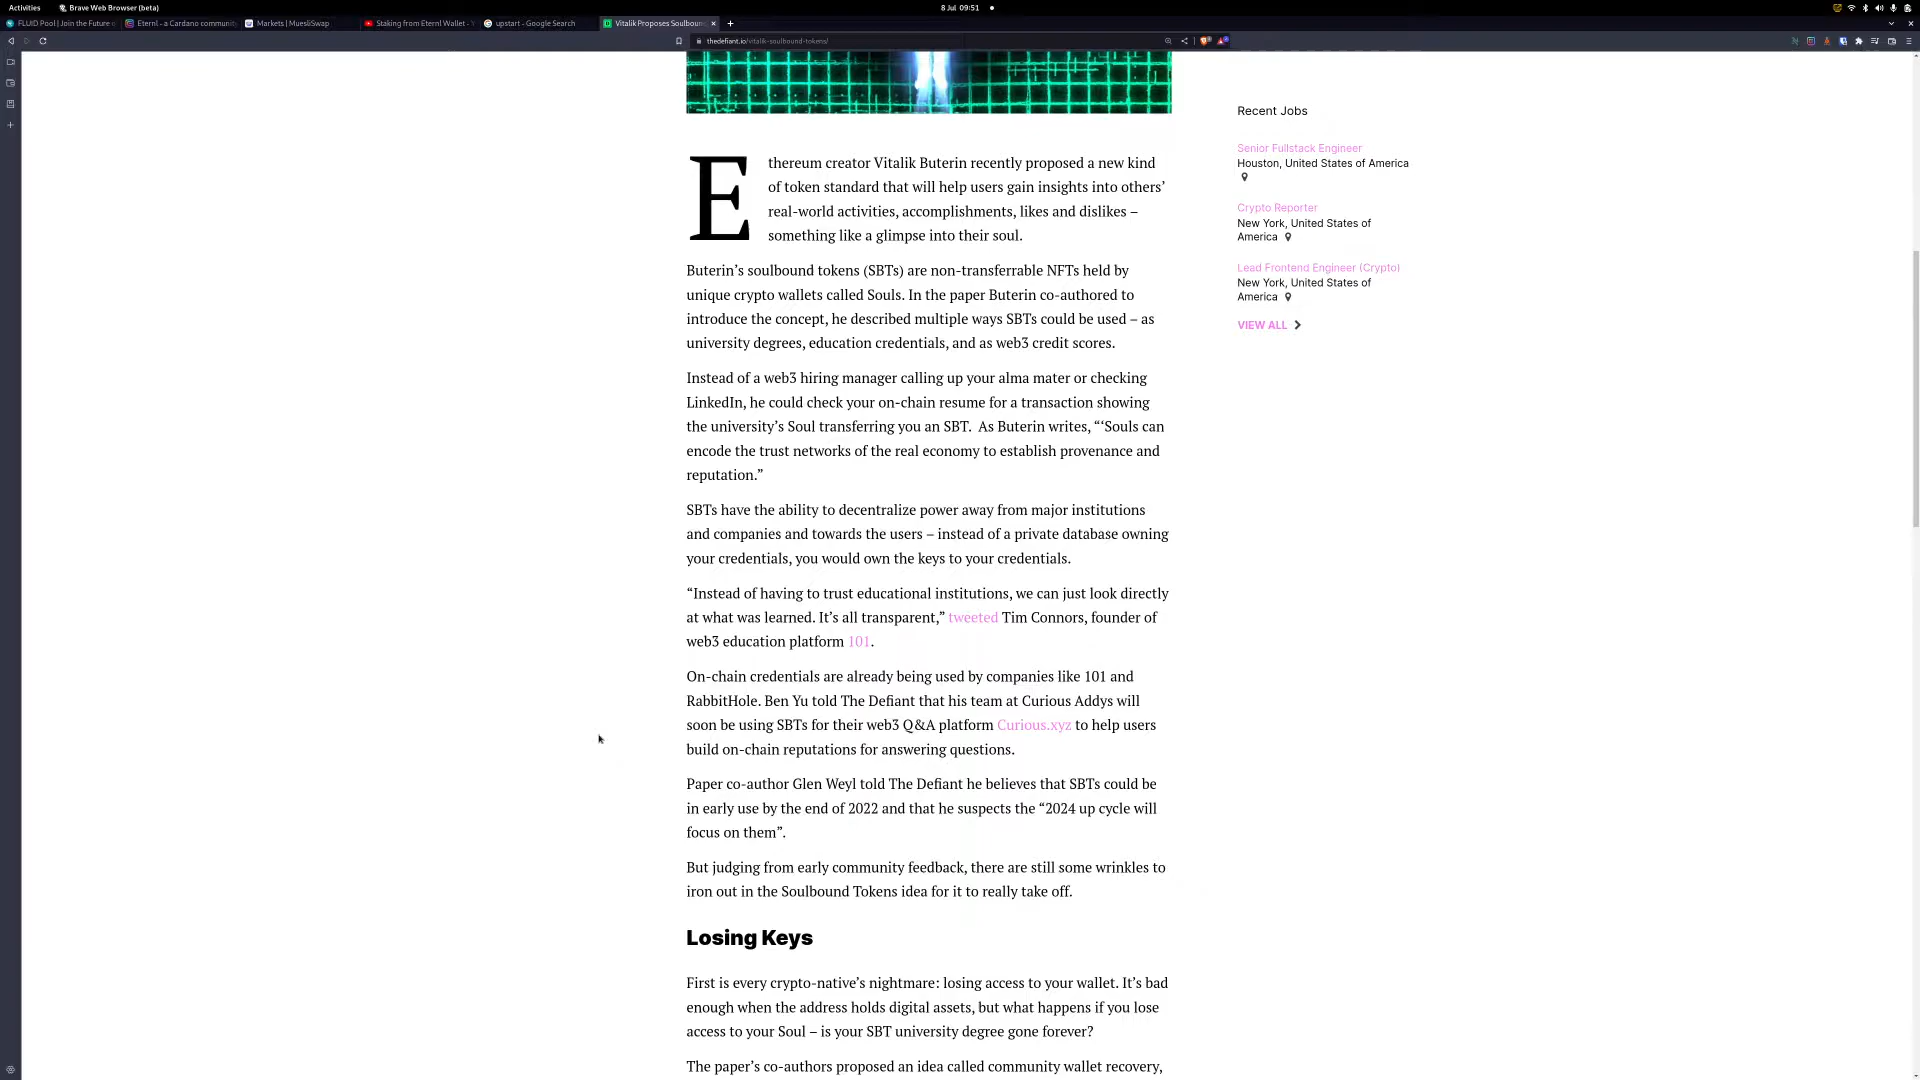 Activities
Brave Web Browser (beta)
8 Jul 09:51
FLUID Pool | Join the Future o
Eternl - a Cardano communi
Markets | MuesliSwap
Staking from Eternl Wallet -
upstart - Google Search
Vitalik Proposes Soulboun
thedefiant.io/vitalik-soulbound-tokens/
Ethereum creator Vitalik Buterin recently proposed a new kind
of token standard that will help users gain insights into others’
real-world activities, accomplishments, likes and dislikes –
something like a glimpse into their soul.
Buterin’s soulbound tokens (SBTs) are non-transferrable NFTs held by
unique crypto wallets called Souls. In the paper Buterin co-authored to
introduce the concept, he described multiple ways SBTs could be used – as
university degrees, education credentials, and as web3 credit scores.
Instead of a web3 hiring manager calling up your alma mater or checking
LinkedIn, he could check your on-chain resume for a transaction showing
the university’s Soul transferring you an SBT.  As Buterin writes, “‘Souls can
encode the trust networks of the real economy to establish provenance and
reputation.”
SBTs have the ability to decentralize power away from major institutions
and companies and towards the users – instead of a private database owning
your credentials, you would own the keys to your credentials.
“Instead of having to trust educational institutions, we can just look directly
at what was learned. It’s all transparent,” tweeted Tim Connors, founder of
web3 education platform 101.
On-chain credentials are already being used by companies like 101 and
RabbitHole. Ben Yu told The Defiant that his team at Curious Addys will
soon be using SBTs for their web3 Q&A platform Curious.xyz to help users
build on-chain reputations for answering questions.
Paper co-author Glen Weyl told The Defiant he believes that SBTs could be
in early use by the end of 2022 and that he suspects the “2024 up cycle will
focus on them”.
But judging from early community feedback, there are still some wrinkles to
iron out in the Soulbound Tokens idea for it to really take off.
Losing Keys
First is every crypto-native’s nightmare: losing access to your wallet. It’s bad
enough when the address holds digital assets, but what happens if you lose
access to your Soul – is your SBT university degree gone forever?
The paper’s co-authors proposed an idea called community wallet recovery,
Recent Jobs
Senior Fullstack Engineer
Houston, United States of America
Crypto Reporter
New York, United States of
America
Lead Frontend Engineer (Crypto)
New York, United States of
America
VIEW ALL